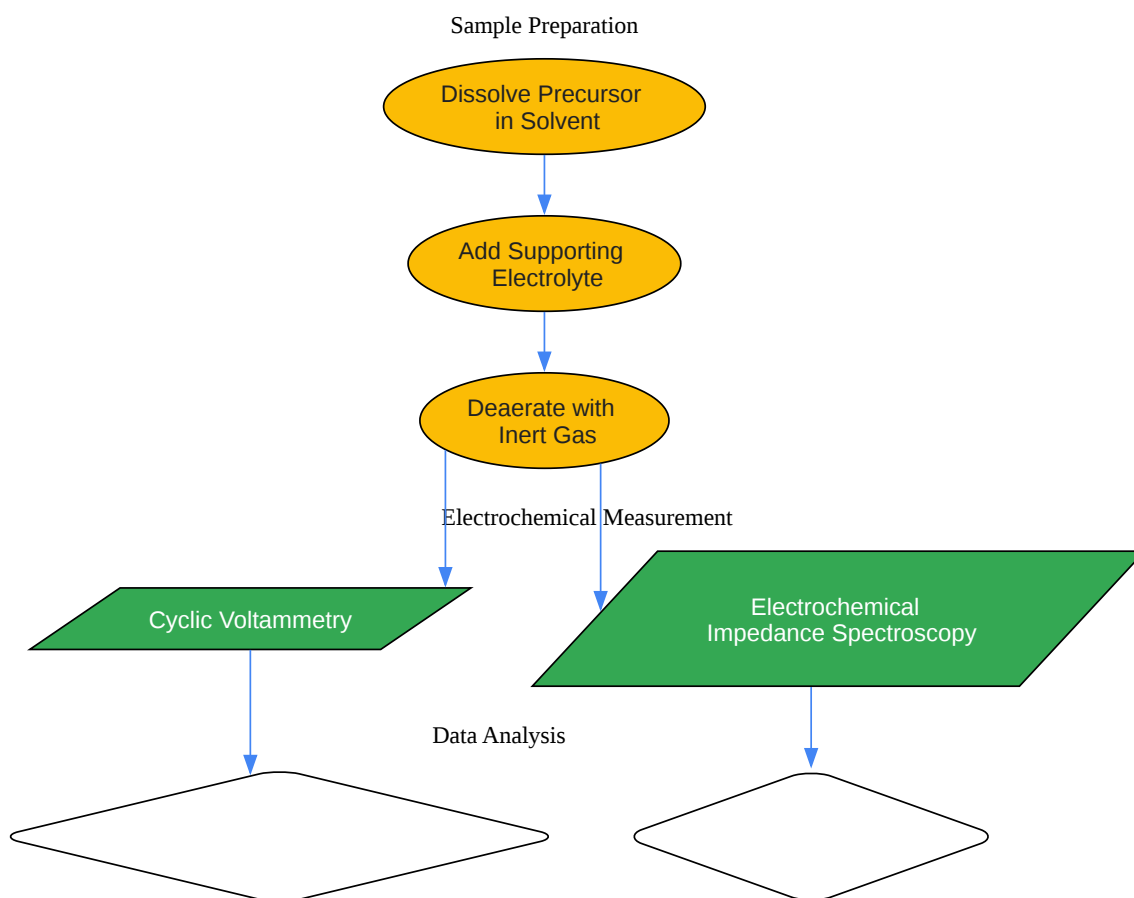 Sample Preparation
Dissolve Precursor
in Solvent
Add Supporting
Electrolyte
Deaerate with
Inert Gas
Electrochemical Measurement
Cyclic Voltammetry
Electrochemical
Impedance Spectroscopy
Data Analysis